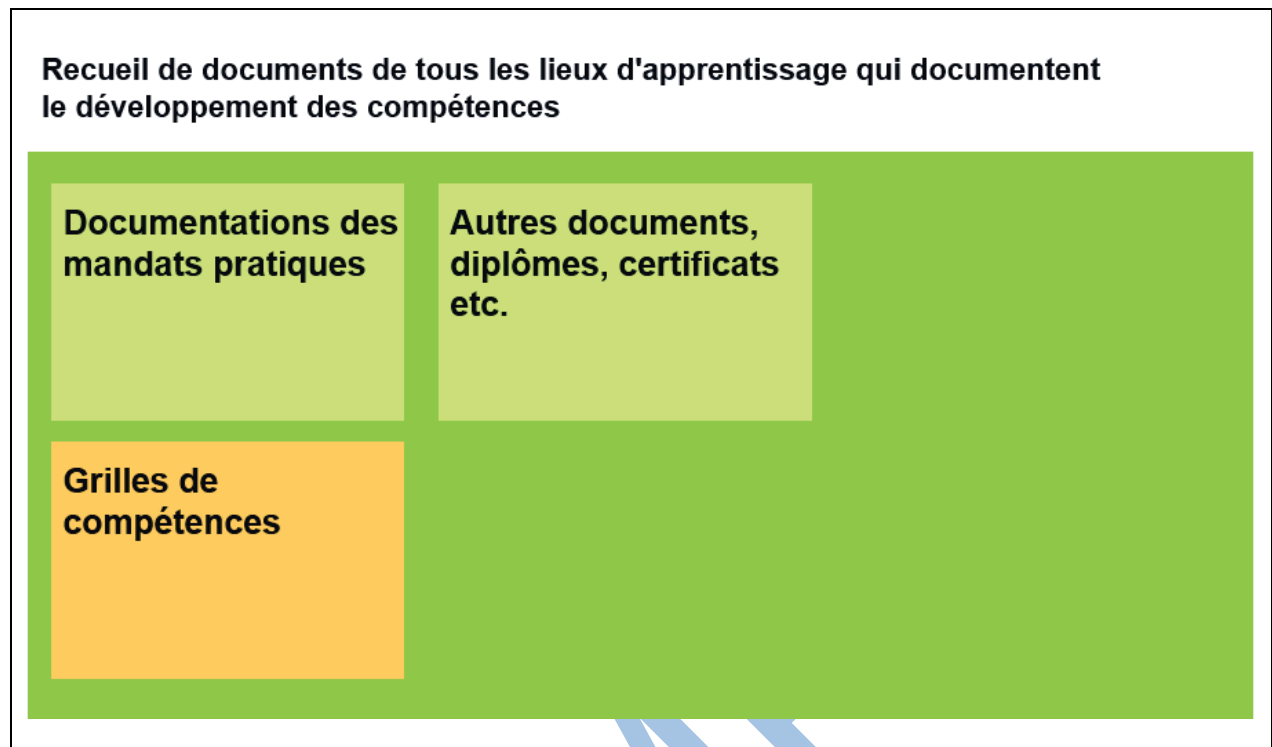 Recueil de documents de tous les lieux d'apprentissage qui documentent
le développement des compétences
Documentations des
mandats pratiques
Autres documents,
diplômes, certificats
etc.
Grilles de
compétences